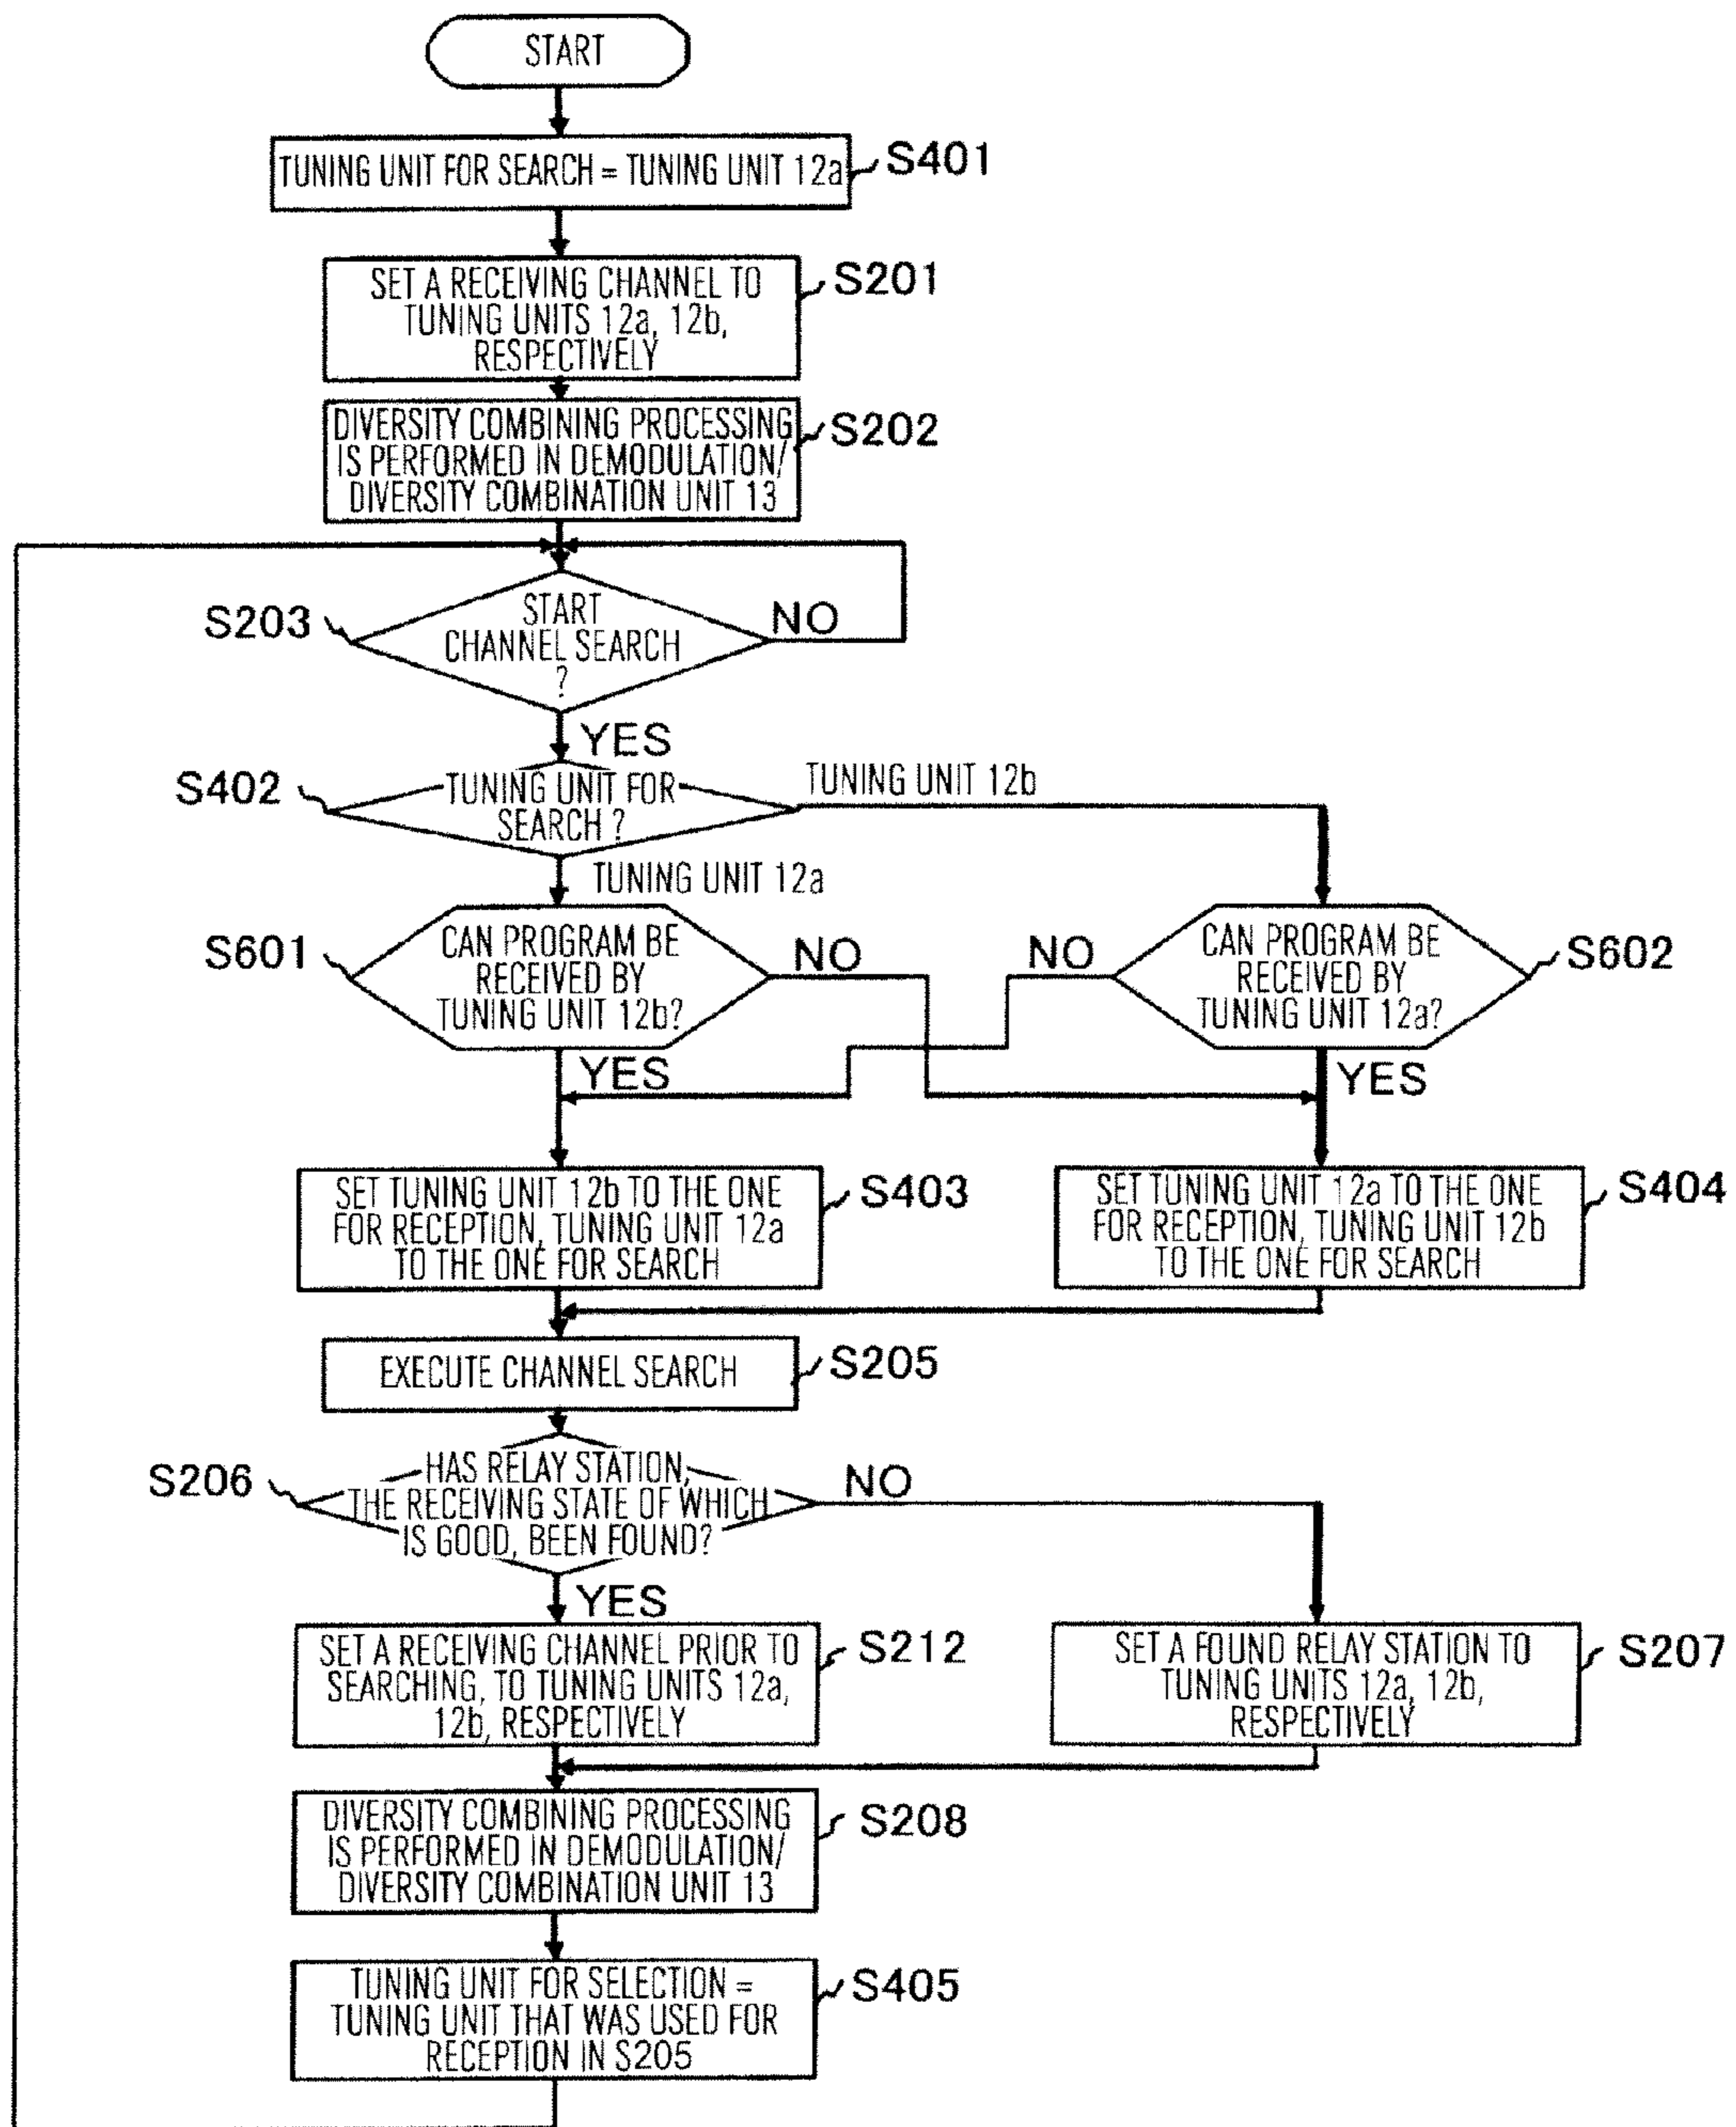 START
TUNING UNIT FOR SEARCH = TUNING UNIT 12a
S401
SET A RECEIVING CHANNEL TO
TUNING UNITS 12a, 12b,
RESPECTIVELY
S201
DIVERSITY COMBINING PROCESSING
IS PERFORMED IN DEMODULATION/
DIVERSITY COMBINATION UNIT 13
S202
S203
START
CHANNEL SEARCH
?
NO
YES
S402
TUNING UNIT FOR
SEARCH ?
TUNING UNIT 12b
TUNING UNIT 12a
S601
CAN PROGRAM BE
RECEIVED BY
TUNING UNIT 12b?
NO
YES
NO
CAN PROGRAM BE
RECEIVED BY
TUNING UNIT 12a?
S602
YES
SET TUNING UNIT 12b TO THE ONE
FOR RECEPTION, TUNING UNIT 12a
TO THE ONE FOR SEARCH
S403
SET TUNING UNIT 12a TO THE ONE
FOR RECEPTION, TUNING UNIT 12b
TO THE ONE FOR SEARCH
S404
EXECUTE CHANNEL SEARCH
S205
S206
HAS RELAY STATION,
THE RECEIVING STATE OF WHICH
IS GOOD, BEEN FOUND?
NO
YES
SET A RECEIVING CHANNEL PRIOR TO
SEARCHING, TO TUNING UNITS 12a,
12b, RESPECTIVELY
S212
SET A FOUND RELAY STATION TO
TUNING UNITS 12a, 12b,
RESPECTIVELY
S207
DIVERSITY COMBINING PROCESSING
IS PERFORMED IN DEMODULATION/
DIVERSITY COMBINATION UNIT 13
S208
TUNING UNIT FOR SELECTION =
TUNING UNIT THAT WAS USED FOR
RECEPTION IN S205
S405